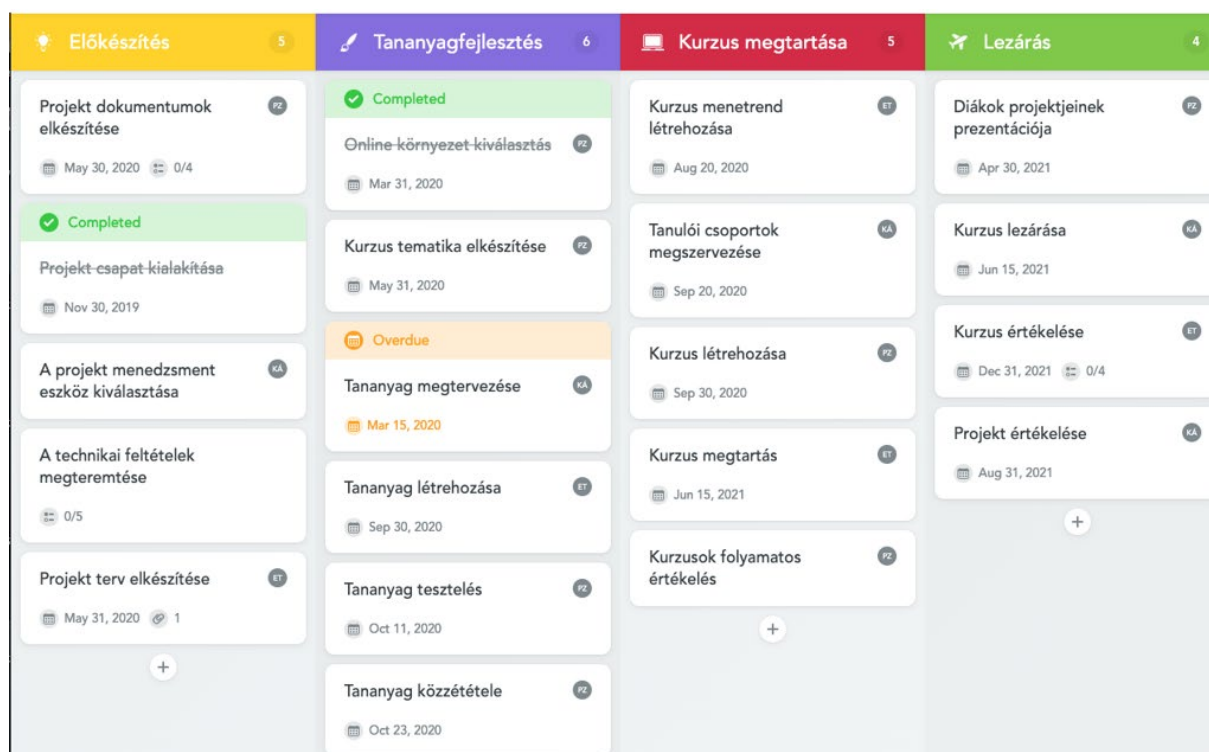 Előkészítés 5
Projekt dokumentumok
elkészítése
PZ
May 30, 2020 0/4
Completed
Projekt csapat kialakítása
Nov 30, 2019
A projekt menedzsment
eszköz kiválasztása
KÁ
A technikai feltételek
megteremtése
0/5
Projekt terv elkészítése ET
May 31, 2020 1
+
Tananyagfejlesztés 6
Completed
Online környezet kiválasztás PZ
Mar 31, 2020
Kurzus tematika elkészítése PZ
May 31, 2020
Overdue
Tananyag megtervezése KÁ
Mar 15, 2020
Tananyag létrehozása ET
Sep 30, 2020
Tananyag tesztelés PZ
Oct 11, 2020
Tananyag közzététele PZ
Oct 23, 2020
Kurzus megtartása 5
Kurzus menetrend
létrehozása
ET
Aug 20, 2020
Tanulói csoportok
megszervezése
KÁ
Sep 20, 2020
Kurzus létrehozása PZ
Sep 30, 2020
Kurzus megtartás ET
Jun 15, 2021
Kurzusok folyamatos
értékelés
PZ
+
Lezárás 4
Diákok projektjeinek
prezentációja
PZ
Apr 30, 2021
Kurzus lezárása KÁ
Jun 15, 2021
Kurzus értékelése ET
Dec 31, 2021 0/4
Projekt értékelése KÁ
Aug 31, 2021
+